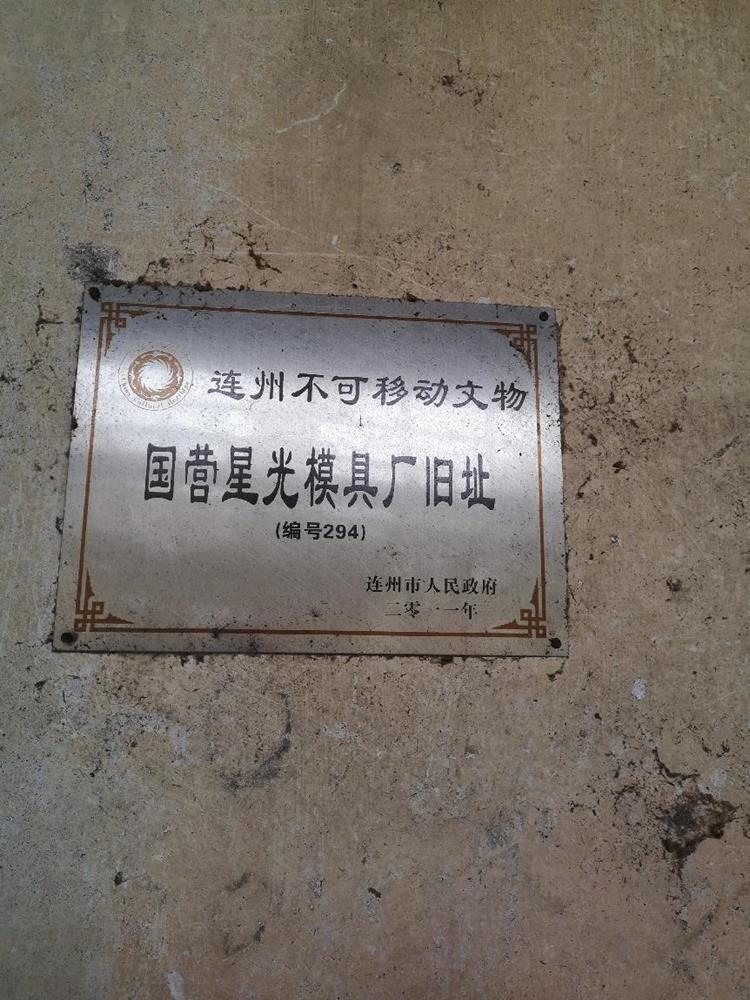 连州不可移动文物
国营星光模具厂旧址
(编号294)
连州市人民政府
二零一一年